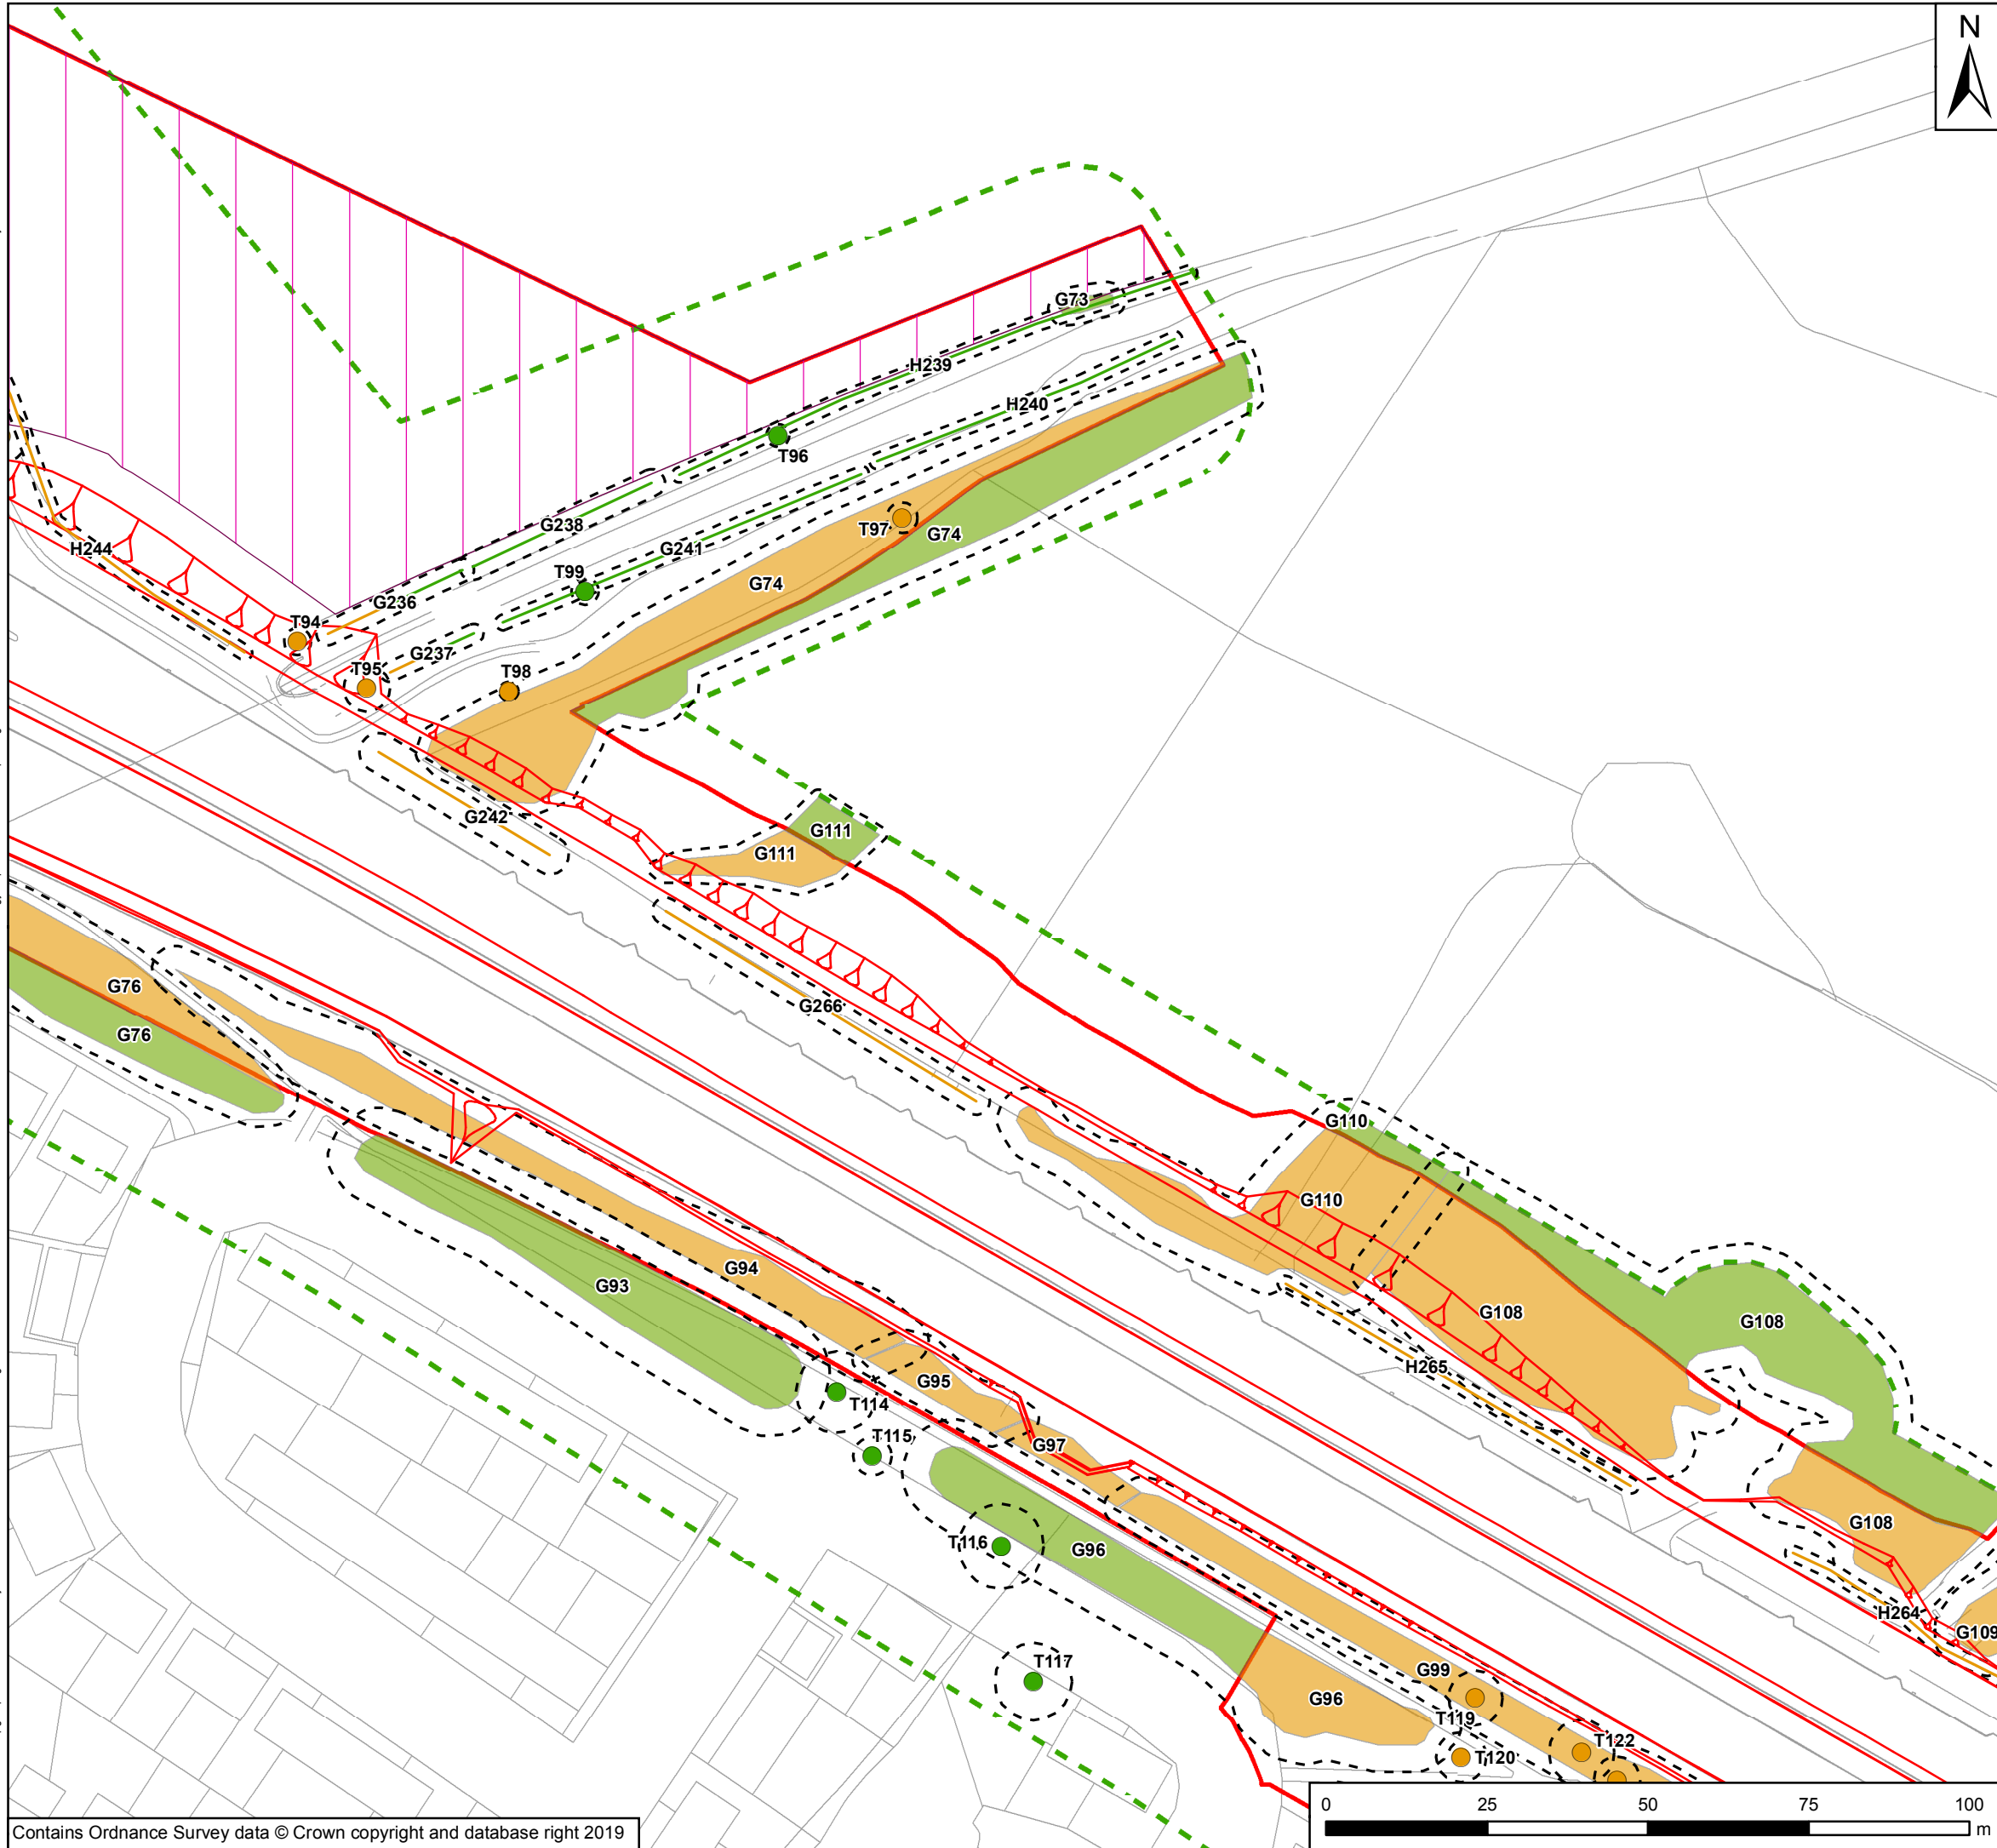 N
G73
H239
H240
T96
G238
T97
G74
G241
H244
T99
G74
G236
T94
G237
T95
T98
G242
G111
G111
G76
G266
G76
G110
G110
G94
G93
G108
G108
H265
G95
T114
T115
G97
G108
T116
G96
H264
G109
T117
G99
G96
T119
T122
T120
0 25 50 75 100
m
Contains Ordnance Survey data © Crown copyright and database right 2019